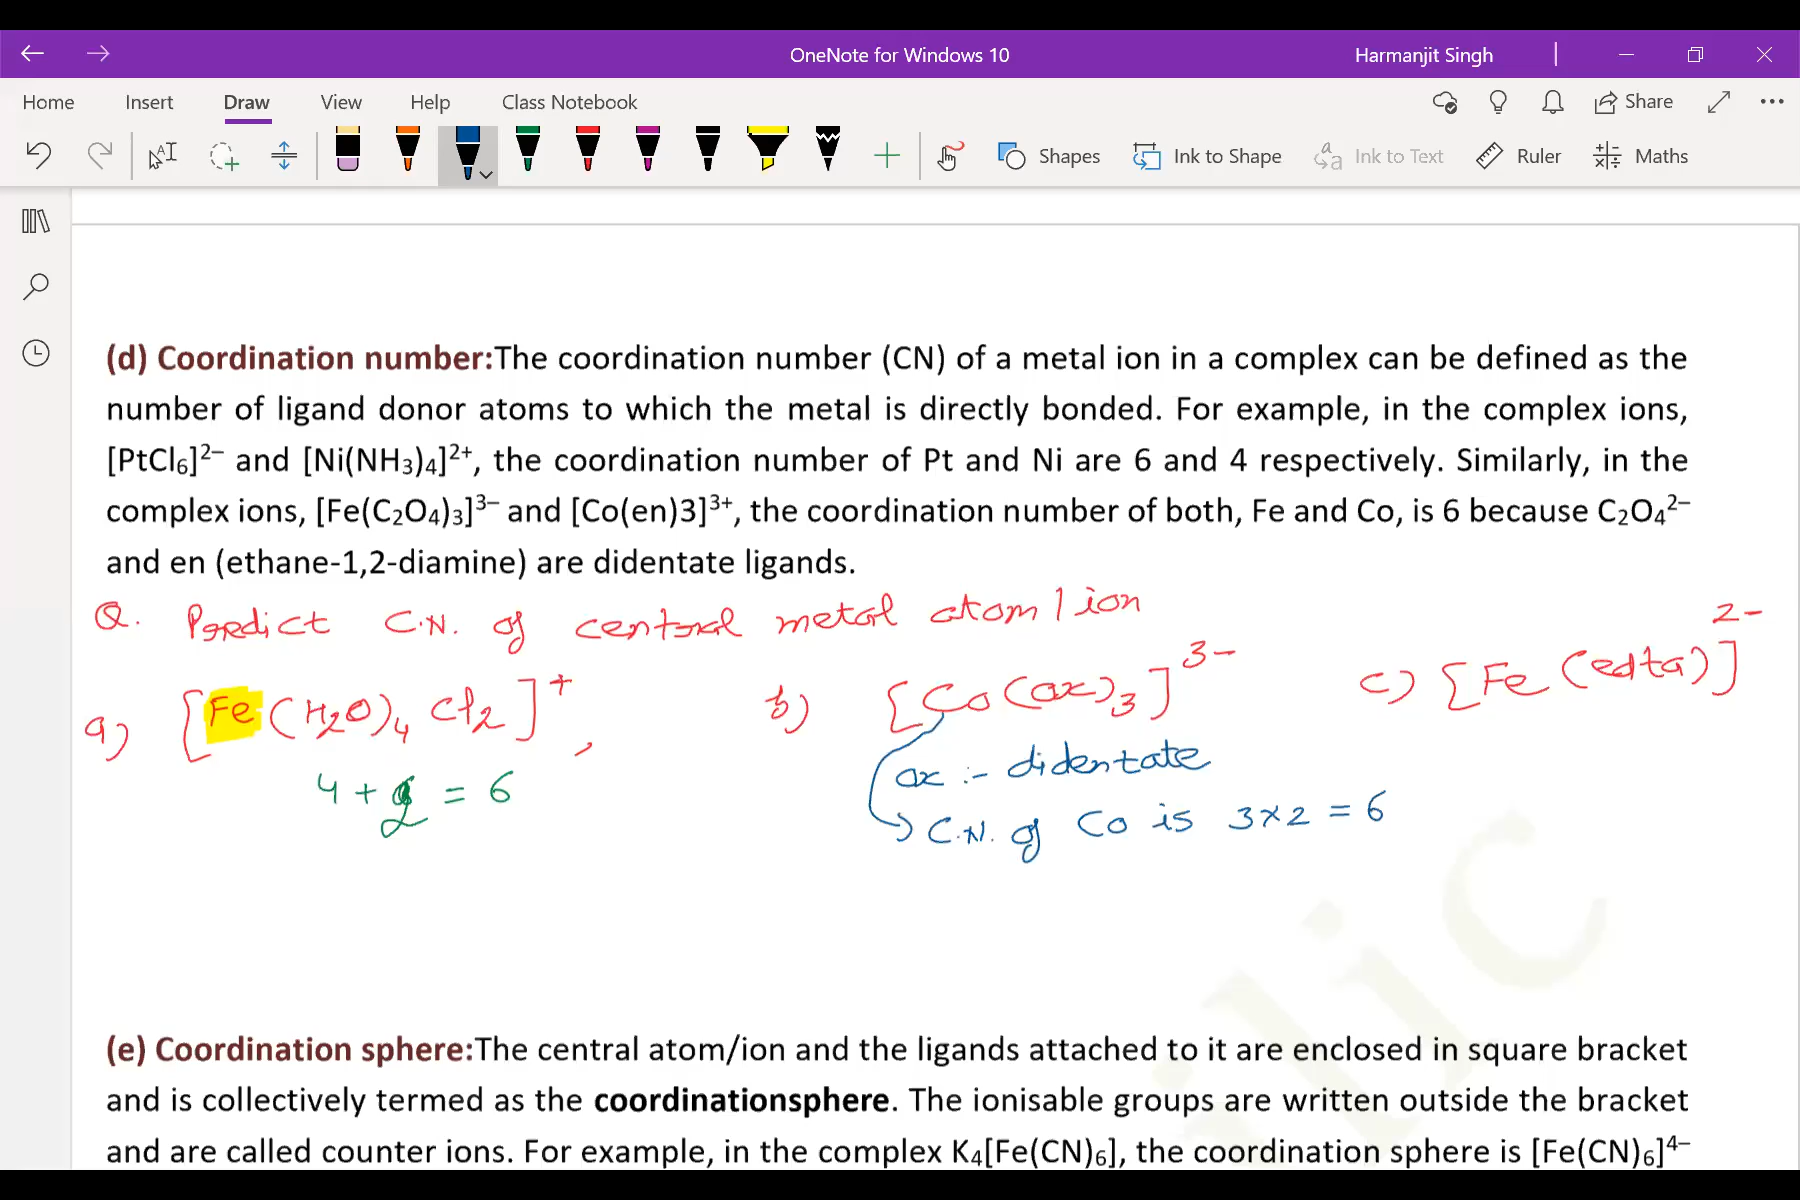 OneNote for Windows 10
Harmanjit Singh
Home Insert Draw View Help Class Notebook Share
Shapes Ink to Shape Ink to Text Ruler Maths
(d) Coordination number:The coordination number (CN) of a metal ion in a complex can be defined as the
number of ligand donor atoms to which the metal is directly bonded. For example, in the complex ions,
[PtCl₆]²⁻ and [Ni(NH₃)₄]²⁺, the coordination number of Pt and Ni are 6 and 4 respectively. Similarly, in the
complex ions, [Fe(C₂O₄)₃]³⁻ and [Co(en)3]³⁺, the coordination number of both, Fe and Co, is 6 because C₂O₄²⁻
and en (ethane-1,2-diamine) are didentate ligands.
Q. Predict C.N. of central metal atom/ion
a) [Fe(H₂O)₄Cl₂]⁺, b) [Co(ox)₃]³⁻ c) [Fe(edta)]²⁻
4+2 = 6
ox :- didentate
C.N. of Co is 3×2 = 6
(e) Coordination sphere:The central atom/ion and the ligands attached to it are enclosed in square bracket
and is collectively termed as the coordinationsphere. The ionisable groups are written outside the bracket
and are called counter ions. For example, in the complex K₄[Fe(CN)₆], the coordination sphere is [Fe(CN)₆]⁴⁻